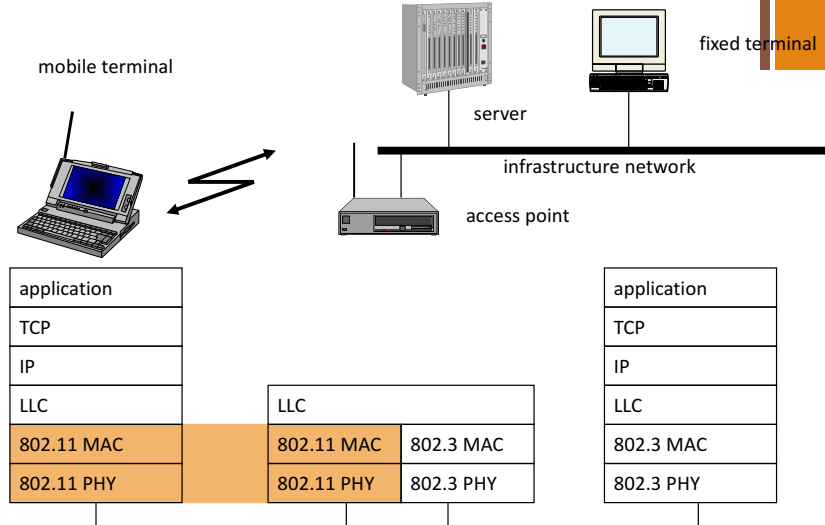 mobile terminal
fixed terminal
server
infrastructure network
access point
application
TCP
IP
LLC
802.11 MAC
802.11 PHY
LLC
802.11 MAC 802.3 MAC
802.11 PHY 802.3 PHY
application
TCP
IP
LLC
802.3 MAC
802.3 PHY